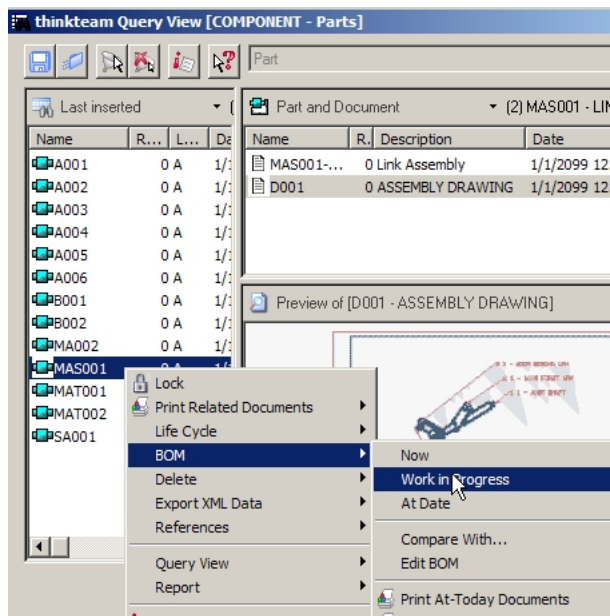 thinkteam Query View [COMPONENT - Parts]
Part
Last inserted
Part and Document (2) MAS001 - LIN
Name R... L... Da
Name R. Description Date
A001 0 A 1/1
A002 0 A 1/1
A003 0 A 1/1
A004 0 A 1/1
A005 0 A 1/1
A006 0 A 1/1
B001 0 A 1/1
B002 0 A 1/1
MA002 0 A 1/1
MAS001 0 A 1/1
MAT001
MAT002
SA001
MAS001-... 0 Link Assembly 1/1/2099 12
D001 0 ASSEMBLY DRAWING 1/1/2099 12
Preview of [D001 - ASSEMBLY DRAWING]
Lock
Print Related Documents
Life Cycle
BOM
Delete
Export XML Data
References
Query View
Report
Now
Work in Progress
At Date
Compare With...
Edit BOM
Print At-Today Documents